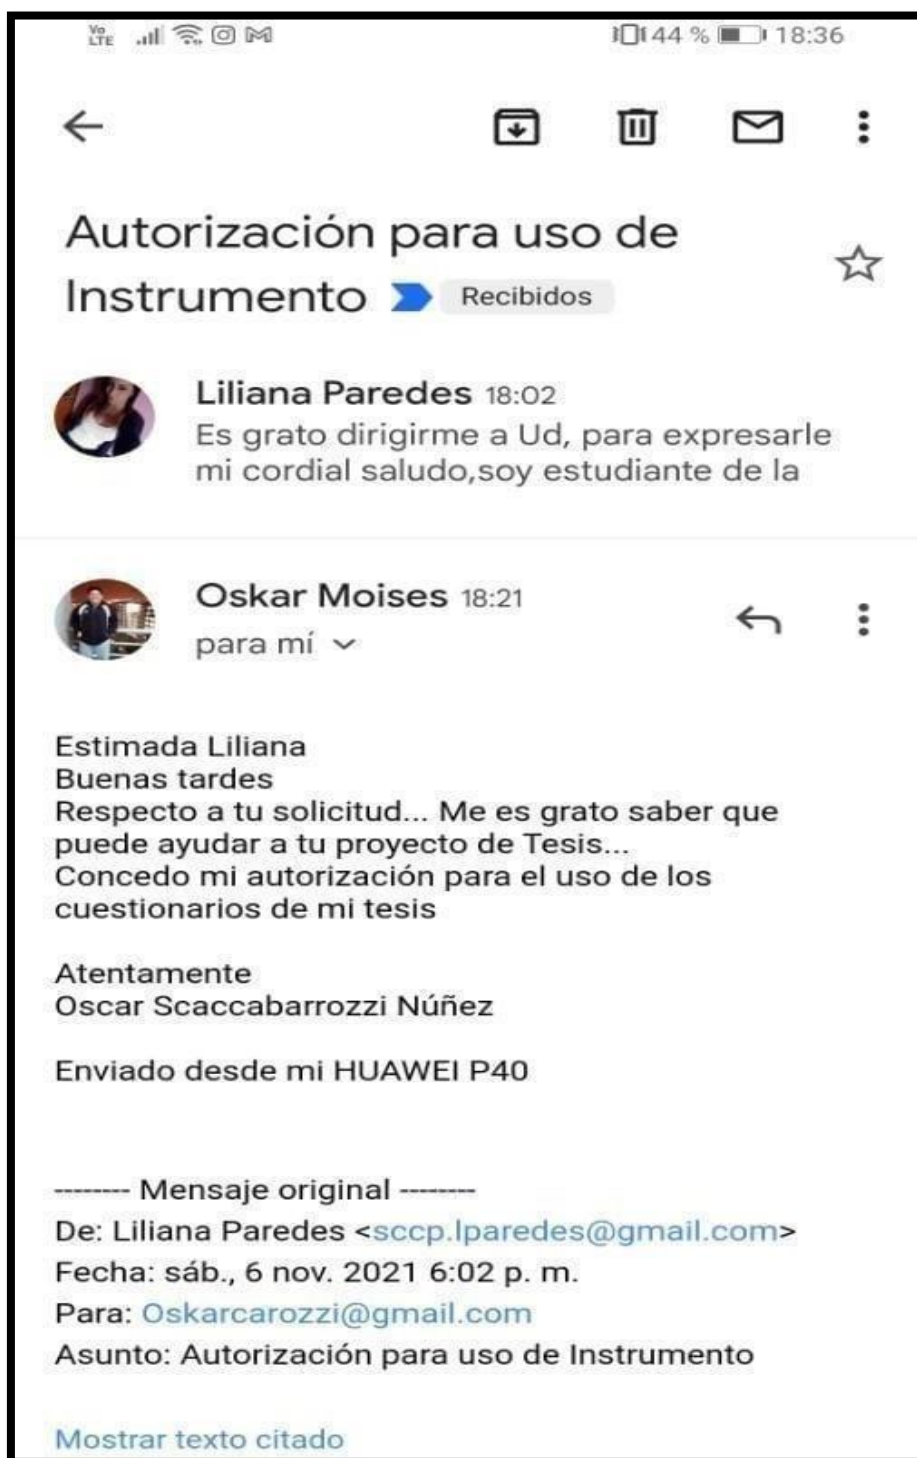 Vo LTE 44 % 18:36
Autorización para uso de
Instrumento Recibidos
Liliana Paredes 18:02
Es grato dirigirme a Ud, para expresarle
mi cordial saludo,soy estudiante de la
Oskar Moises 18:21
para mí
Estimada Liliana
Buenas tardes
Respecto a tu solicitud... Me es grato saber que
puede ayudar a tu proyecto de Tesis...
Concedo mi autorización para el uso de los
cuestionarios de mi tesis
Atentamente
Oscar Scaccabarrozzi Núñez
Enviado desde mi HUAWEI P40
-------- Mensaje original --------
De: Liliana Paredes <sccp.lparedes@gmail.com>
Fecha: sáb., 6 nov. 2021 6:02 p. m.
Para: Oskarcarozzi@gmail.com
Asunto: Autorización para uso de Instrumento
Mostrar texto citado